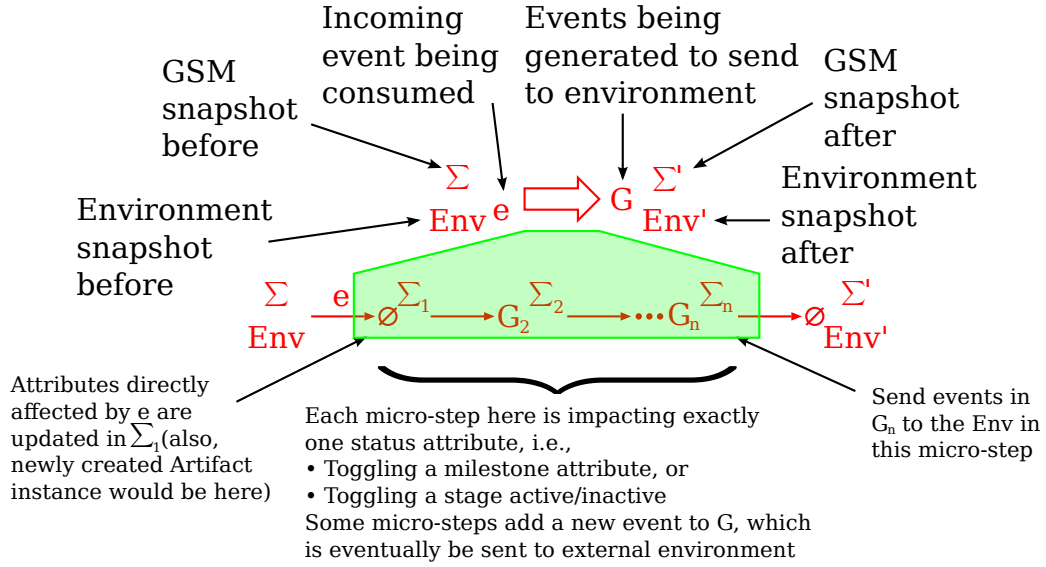 Incoming
event being
consumed
Events being
generated to send
to environment
GSM
snapshot
before
GSM
snapshot
after
Environment
snapshot
before
Environment
snapshot
after
Σ
Env
e
G
Σ'
Env'
Σ
Env
e
∅ Σ₁
G₂ Σ₂
••• Gₙ Σₙ
∅ Σ'
Env'
Attributes directly
affected by e are
updated in Σ₁(also,
newly created Artifact
instance would be here)
Each micro-step here is impacting exactly
one status attribute, i.e.,
• Toggling a milestone attribute, or
• Toggling a stage active/inactive
Some micro-steps add a new event to G, which
is eventually be sent to external environment
Send events in
Gₙ to the Env in
this micro-step